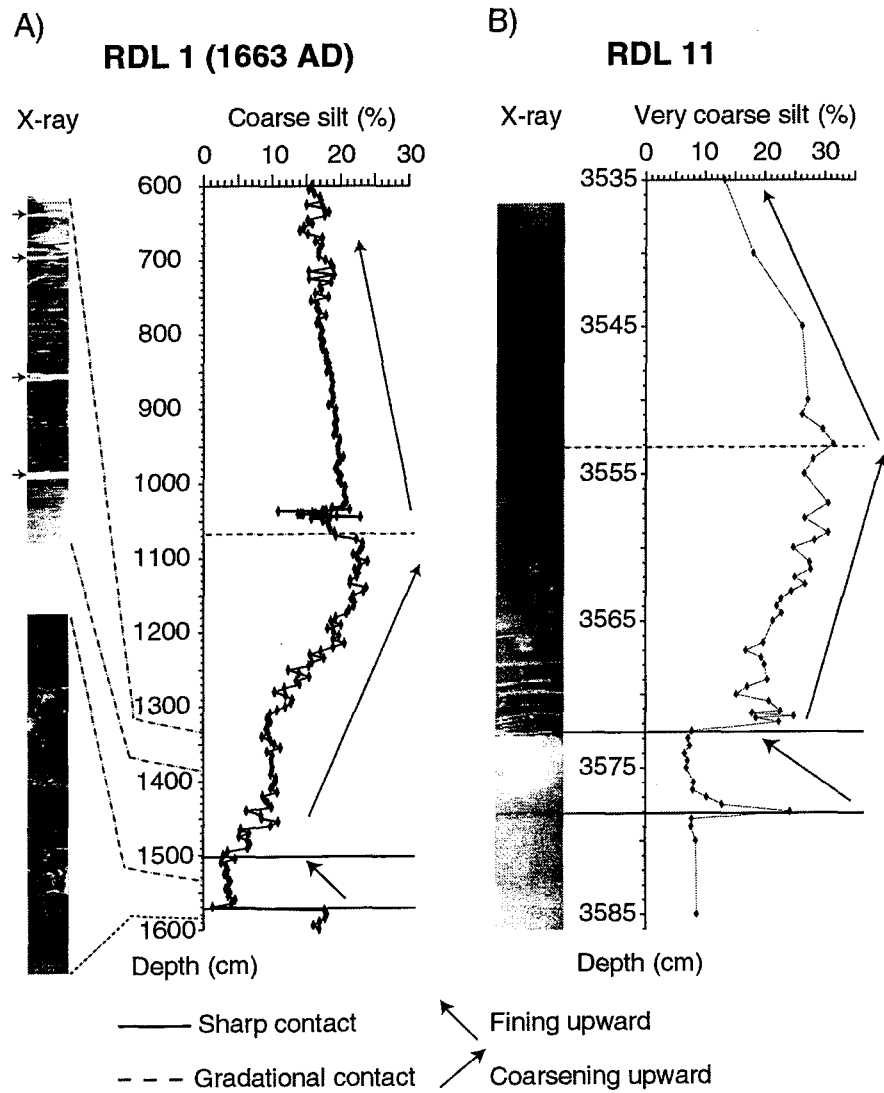 A)
RDL 1 (1663 AD)
X-ray
Coarse silt (%)
0 10 20 30
600
700
800
900
1000
1100
1200
1300
1400
1500
1600
Depth (cm)
B)
RDL 11
X-ray
Very coarse silt (%)
0 10 20 30
3535
3545
3555
3565
3575
3585
Depth (cm)
Sharp contact
Fining upward
Gradational contact
Coarsening upward